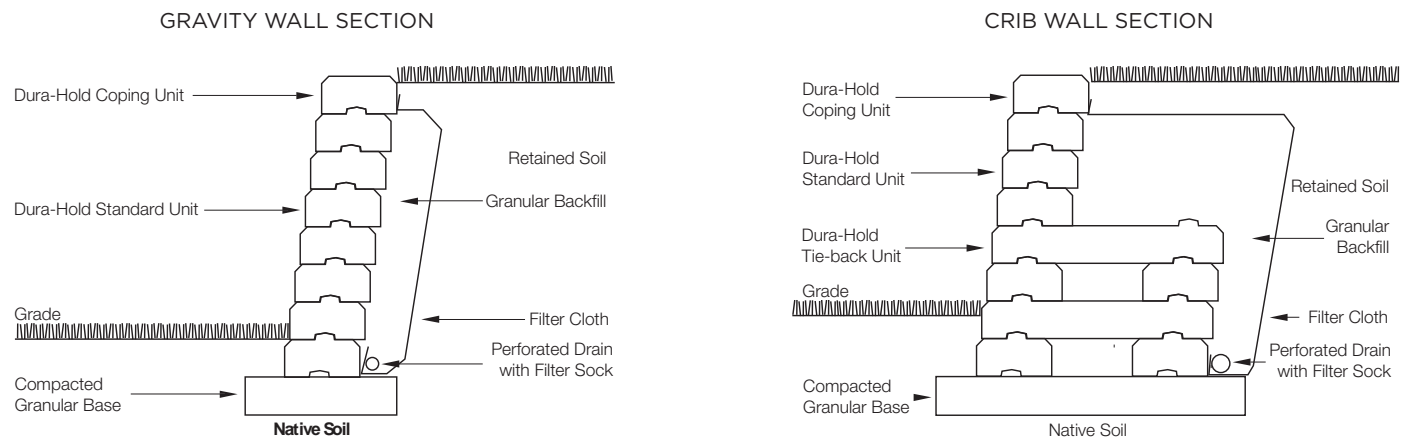 GRAVITY WALL SECTION
Dura-Hold Coping Unit
Retained Soil
Granular Backfill
Dura-Hold Standard Unit
Grade
Filter Cloth
Perforated Drain
with Filter Sock
Compacted
Granular Base
Native Soil
CRIB WALL SECTION
Dura-Hold
Coping Unit
Dura-Hold
Standard Unit
Retained Soil
Dura-Hold
Tie-back Unit
Granular
Backfill
Grade
Filter Cloth
Perforated Drain
with Filter Sock
Compacted
Granular Base
Native Soil